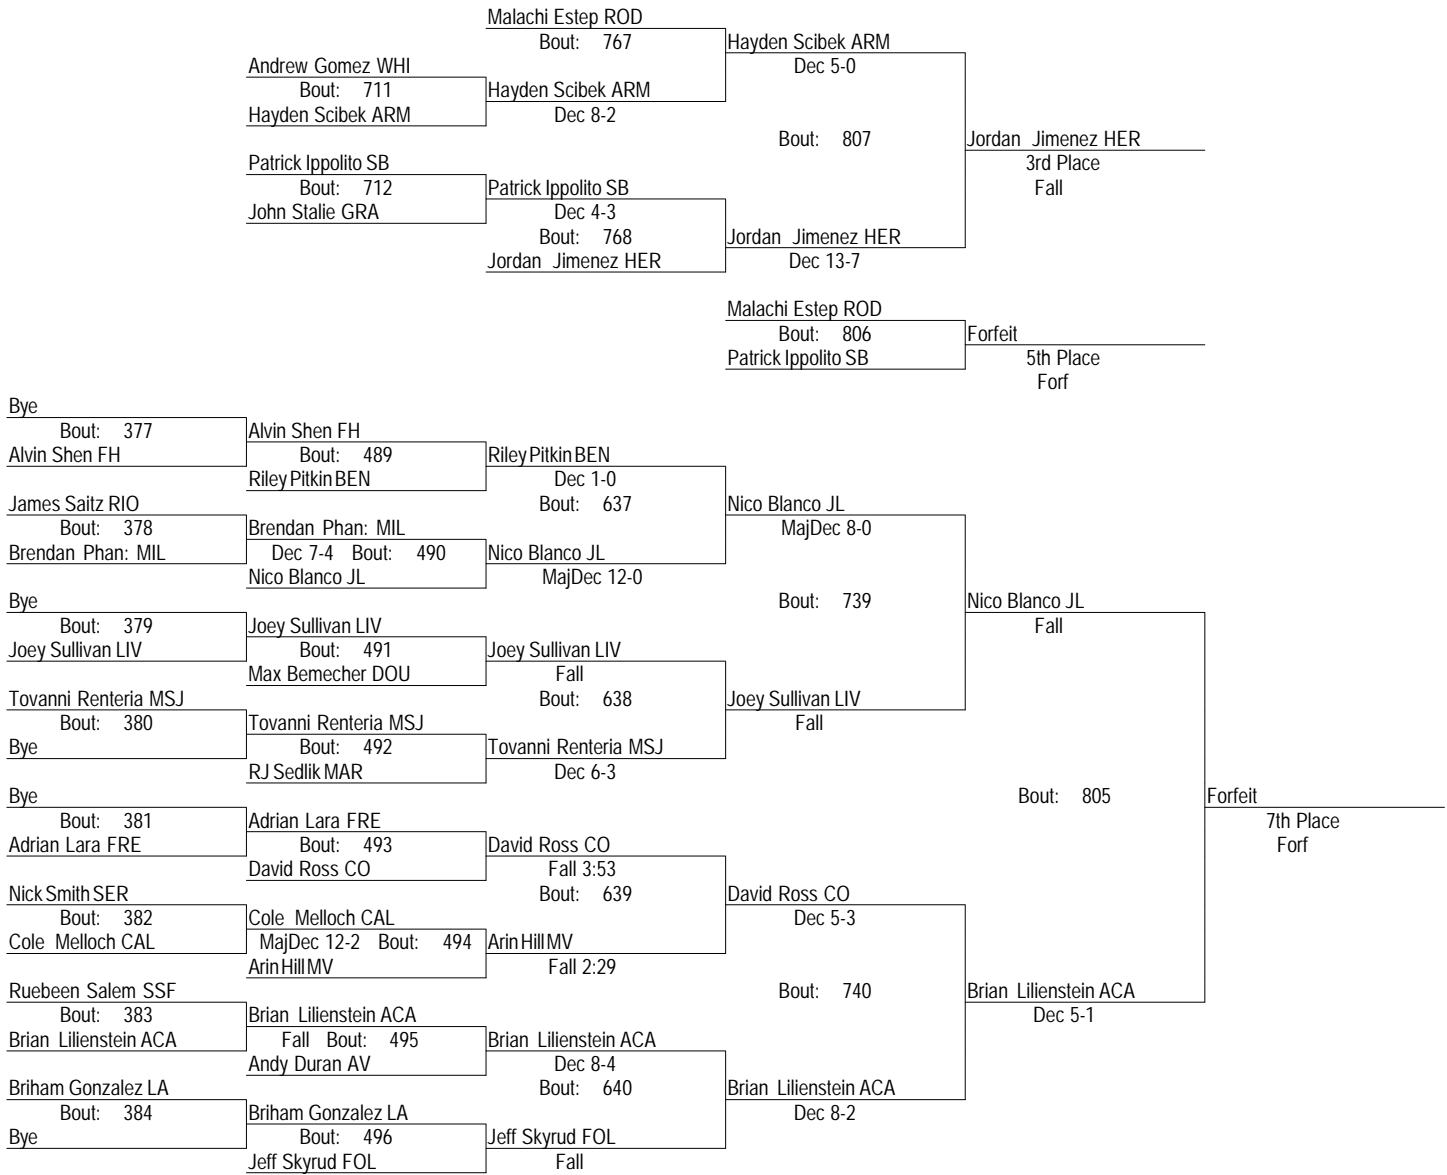 Malachi Estep ROD
Bout: 767
Hayden Scibek ARM
Dec 5-0
Andrew Gomez WHI
Bout: 711
Hayden Scibek ARM
Hayden Scibek ARM
Dec 8-2
Bout: 807
Jordan Jimenez HER
3rd Place
Fall
Patrick Ippolito SB
Bout: 712
John Stalie GRA
Patrick Ippolito SB
Dec 4-3
Bout: 768
Jordan Jimenez HER
Jordan Jimenez HER
Dec 13-7
Malachi Estep ROD
Bout: 806
Patrick Ippolito SB
Forfeit
5th Place
Forf
Bye
Bout: 377
Alvin Shen FH
Alvin Shen FH
Bout: 489
Riley Pitkin BEN
Riley Pitkin BEN
Dec 1-0
Bout: 637
James Saitz RIO
Bout: 378
Brendan Phan: MIL
Brendan Phan: MIL
Dec 7-4 Bout: 490
Nico Blanco JL
Nico Blanco JL
MajDec 12-0
Nico Blanco JL
MajDec 8-0
Bye
Bout: 379
Joey Sullivan LIV
Joey Sullivan LIV
Bout: 491
Max Bemecher DOU
Joey Sullivan LIV
Fall
Bout: 638
Bout: 739
Nico Blanco JL
Fall
Tovanni Renteria MSJ
Bout: 380
Bye
Tovanni Renteria MSJ
Bout: 492
RJ Sedlik MAR
Tovanni Renteria MSJ
Dec 6-3
Joey Sullivan LIV
Fall
Bye
Bout: 381
Adrian Lara FRE
Adrian Lara FRE
Bout: 493
David Ross CO
David Ross CO
Fall 3:53
Bout: 639
Bout: 805
Forfeit
7th Place
Forf
Nick Smith SER
Bout: 382
Cole Melloch CAL
Cole Melloch CAL
MajDec 12-2 Bout: 494
Arin Hill MV
Arin Hill MV
Fall 2:29
David Ross CO
Dec 5-3
Ruebeen Salem SSF
Bout: 383
Brian Lilienstein ACA
Brian Lilienstein ACA
Fall Bout: 495
Andy Duran AV
Brian Lilienstein ACA
Dec 8-4
Bout: 640
Bout: 740
Brian Lilienstein ACA
Dec 5-1
Briham Gonzalez LA
Bout: 384
Bye
Briham Gonzalez LA
Bout: 496
Jeff Skyrud FOL
Jeff Skyrud FOL
Fall
Brian Lilienstein ACA
Dec 8-2